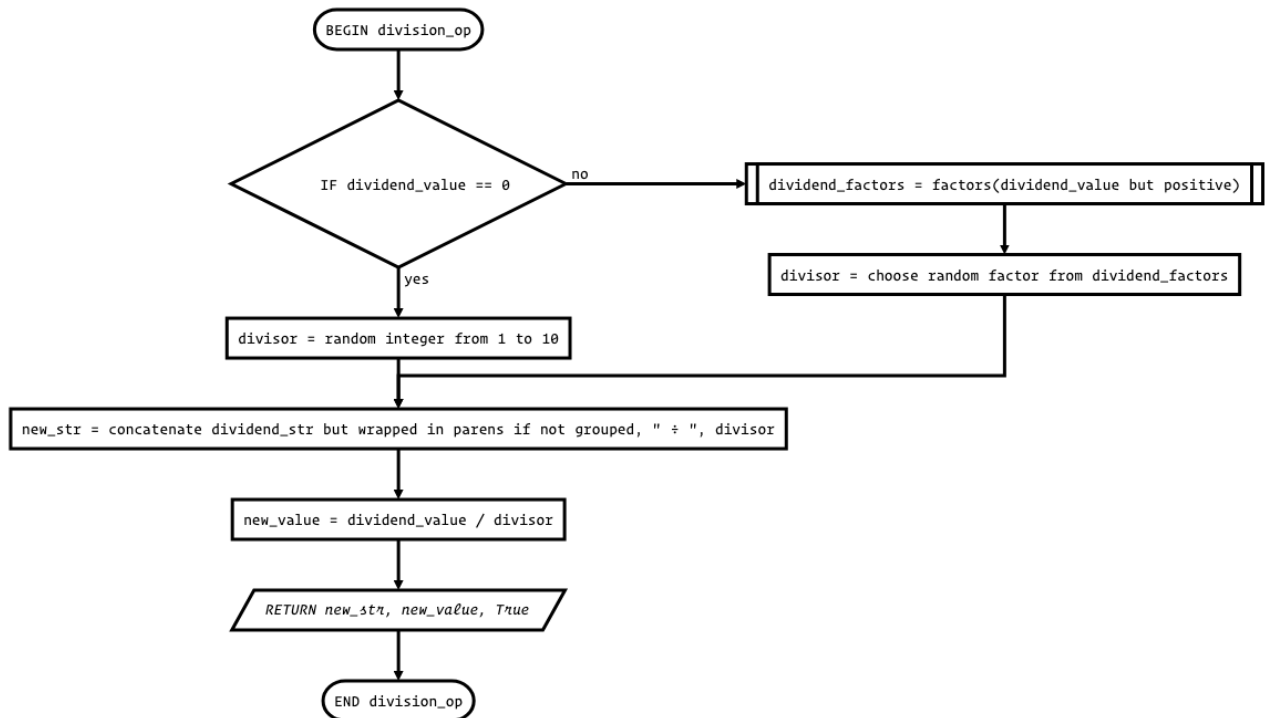 BEGIN division_op
IF dividend_value == 0
no
dividend_factors = factors(dividend_value but positive)
divisor = choose random factor from dividend_factors
yes
divisor = random integer from 1 to 10
new_str = concatenate dividend_str but wrapped in parens if not grouped, " ÷ ", divisor
new_value = dividend_value / divisor
RETURN new_str, new_value, True
END division_op